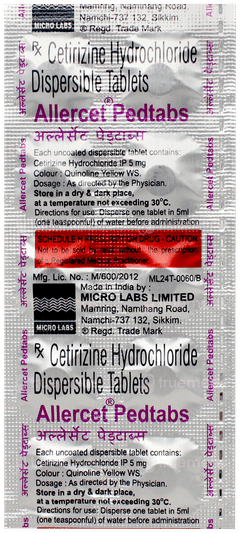 MICRO LABS
Mamring, Namthang Road,
Namchi-737 132, Sikkim.
® Regd. Trade Mark
Rx Cetirizine Hydrochloride
Dispersible Tablets
Allercet® Pedtabs
अल्लेर्सेट पेड्टाब्स
Each uncoated dispersible tablet contains:
Cetirizine Hydrochloride IP 5 mg
Colour : Quinoline Yellow WS.
Dosage : As directed by the Physician.
Store in a dry & dark place,
at a temperature not exceeding 30°C.
Directions for use: Disperse one tablet in 5ml
(one teaspoonful) of water before administration
SCHEDULE H PRESCRIPTION DRUG - CAUTION
Not to be sold by retail without the prescription
of a Registered Medical Practitioner
Mfg. Lic. No. : M/600/2012 ML24T-0060/B
Made in India by :
MICRO LABS LIMITED
Mamring, Namthang Road,
Namchi-737 132, Sikkim.
MICRO LABS
® Regd. Trade Mark
Rx Cetirizine Hydrochloride
Dispersible Tablets
Allercet® Pedtabs
अल्लेर्सेट पेड्टाब्स
Each uncoated dispersible tablet contains:
Cetirizine Hydrochloride IP 5 mg
Colour : Quinoline Yellow WS.
Dosage : As directed by the Physician.
Store in a dry & dark place,
at a temperature not exceeding 30°C.
Directions for use: Disperse one tablet in 5ml
(one teaspoonful) of water before administration